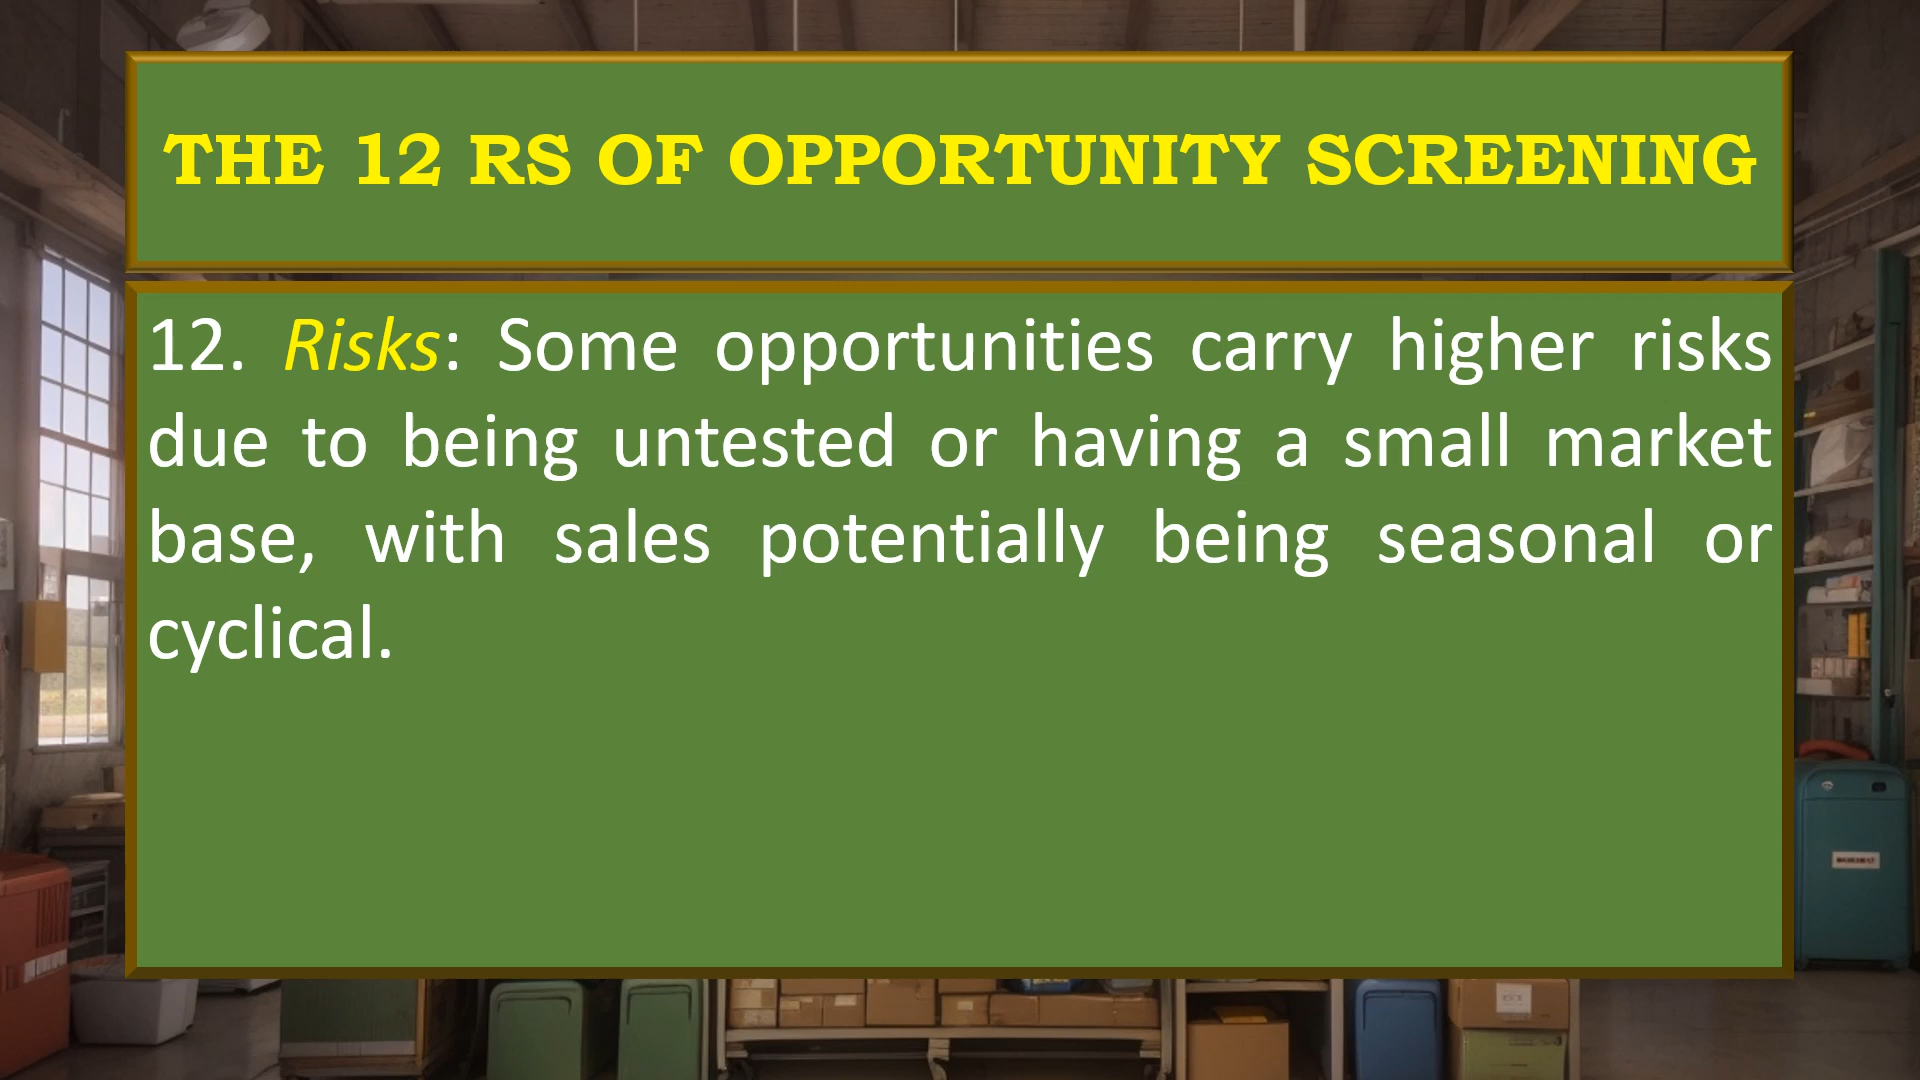 THE 12 RS OF OPPORTUNITY SCREENING
12. Risks: Some opportunities carry higher risks
due to being untested or having a small market
base, with sales potentially being seasonal or
cyclical.